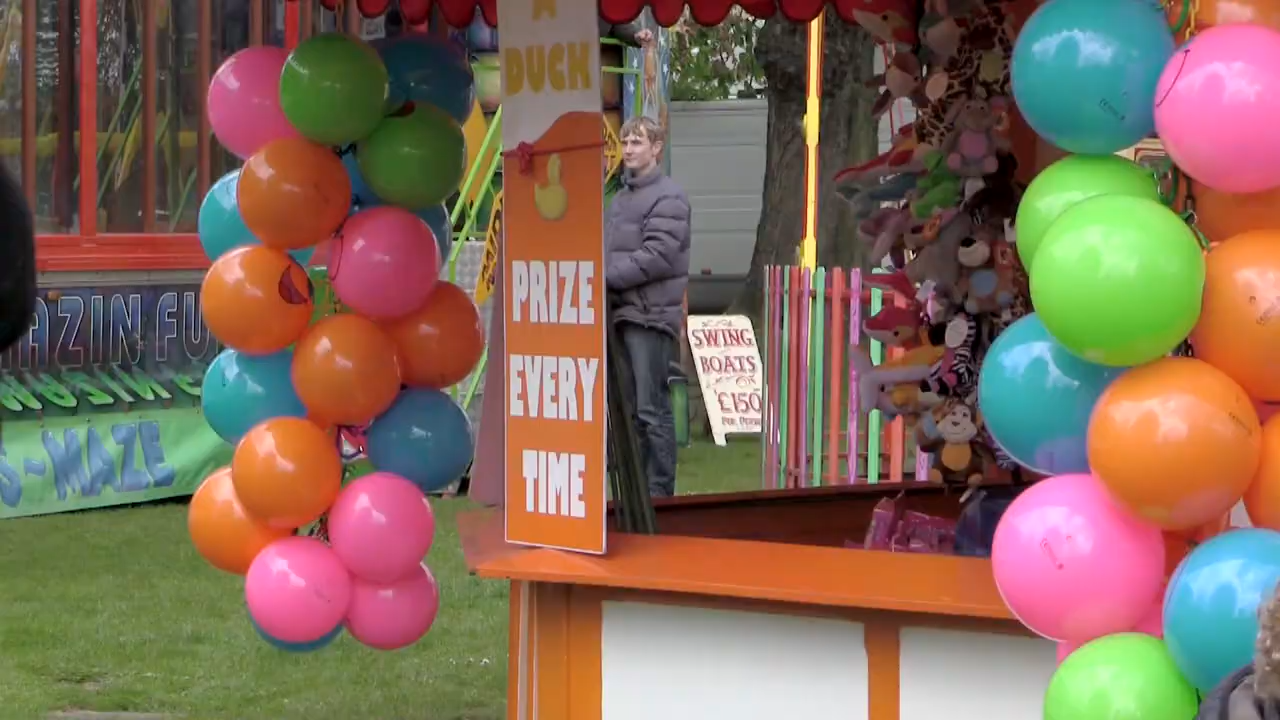 A
DUCK
PRIZE
EVERY
TIME
SWING
BOATS
£150
AZIN FU
S-MAZE